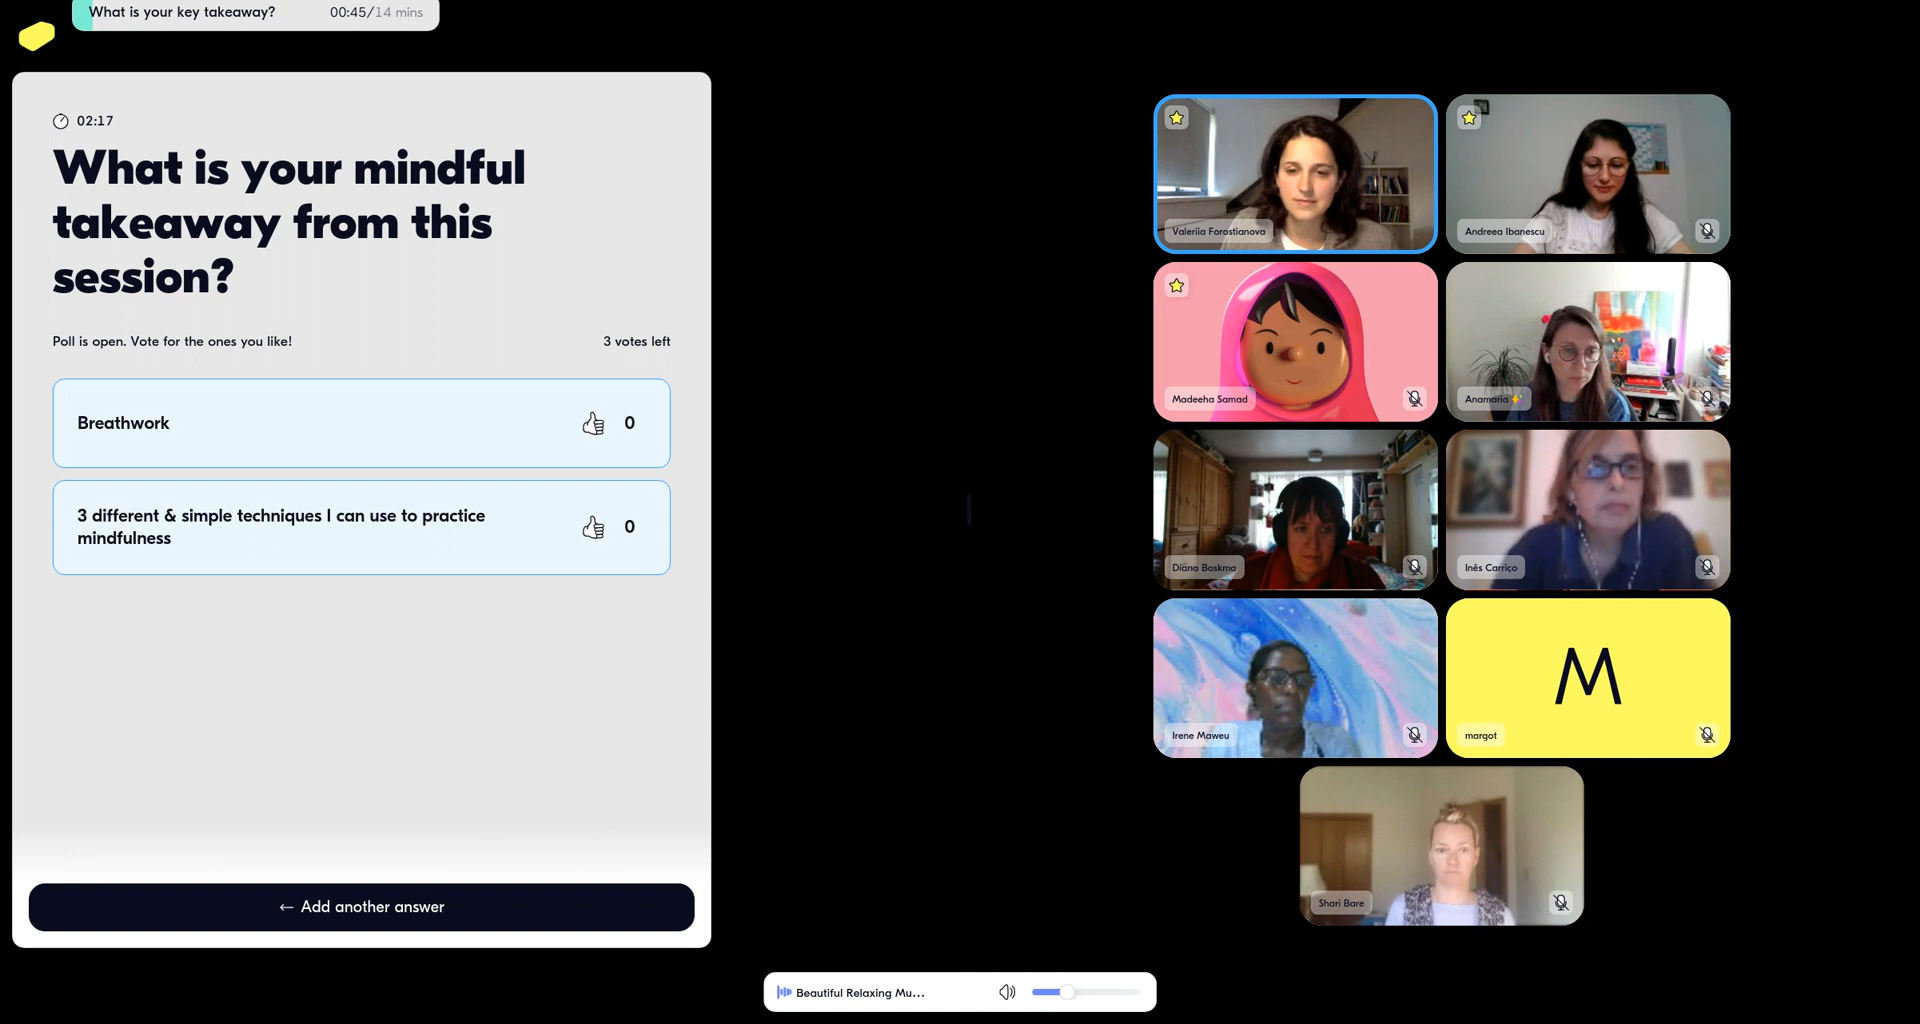 What is your key takeaway? 00:45/14 mins
02:17
What is your mindful
takeaway from this
session?
Poll is open. Vote for the ones you like! 3 votes left
Breathwork 0
3 different & simple techniques I can use to practice
mindfulness 0
← Add another answer
Valeriia Forostianova
Andreea Ibanescu
Madeeha Samad
Anamaria ✨
Diana Boskma
Inês Carriço
Irene Maweu
M
margot
Shari Bare
Beautiful Relaxing Mu...